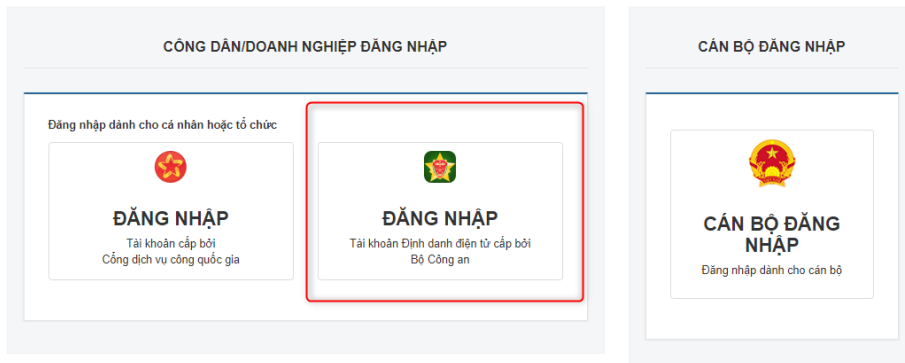 CÔNG DÂN/DOANH NGHIỆP ĐĂNG NHẬP
Đăng nhập dành cho cá nhân hoặc tổ chức
ĐĂNG NHẬP
Tài khoản cấp bởi
Cổng dịch vụ công quốc gia
ĐĂNG NHẬP
Tài khoản Định danh điện tử cấp bởi
Bộ Công an
CÁN BỘ ĐĂNG NHẬP
CÁN BỘ ĐĂNG
NHẬP
Đăng nhập dành cho cán bộ